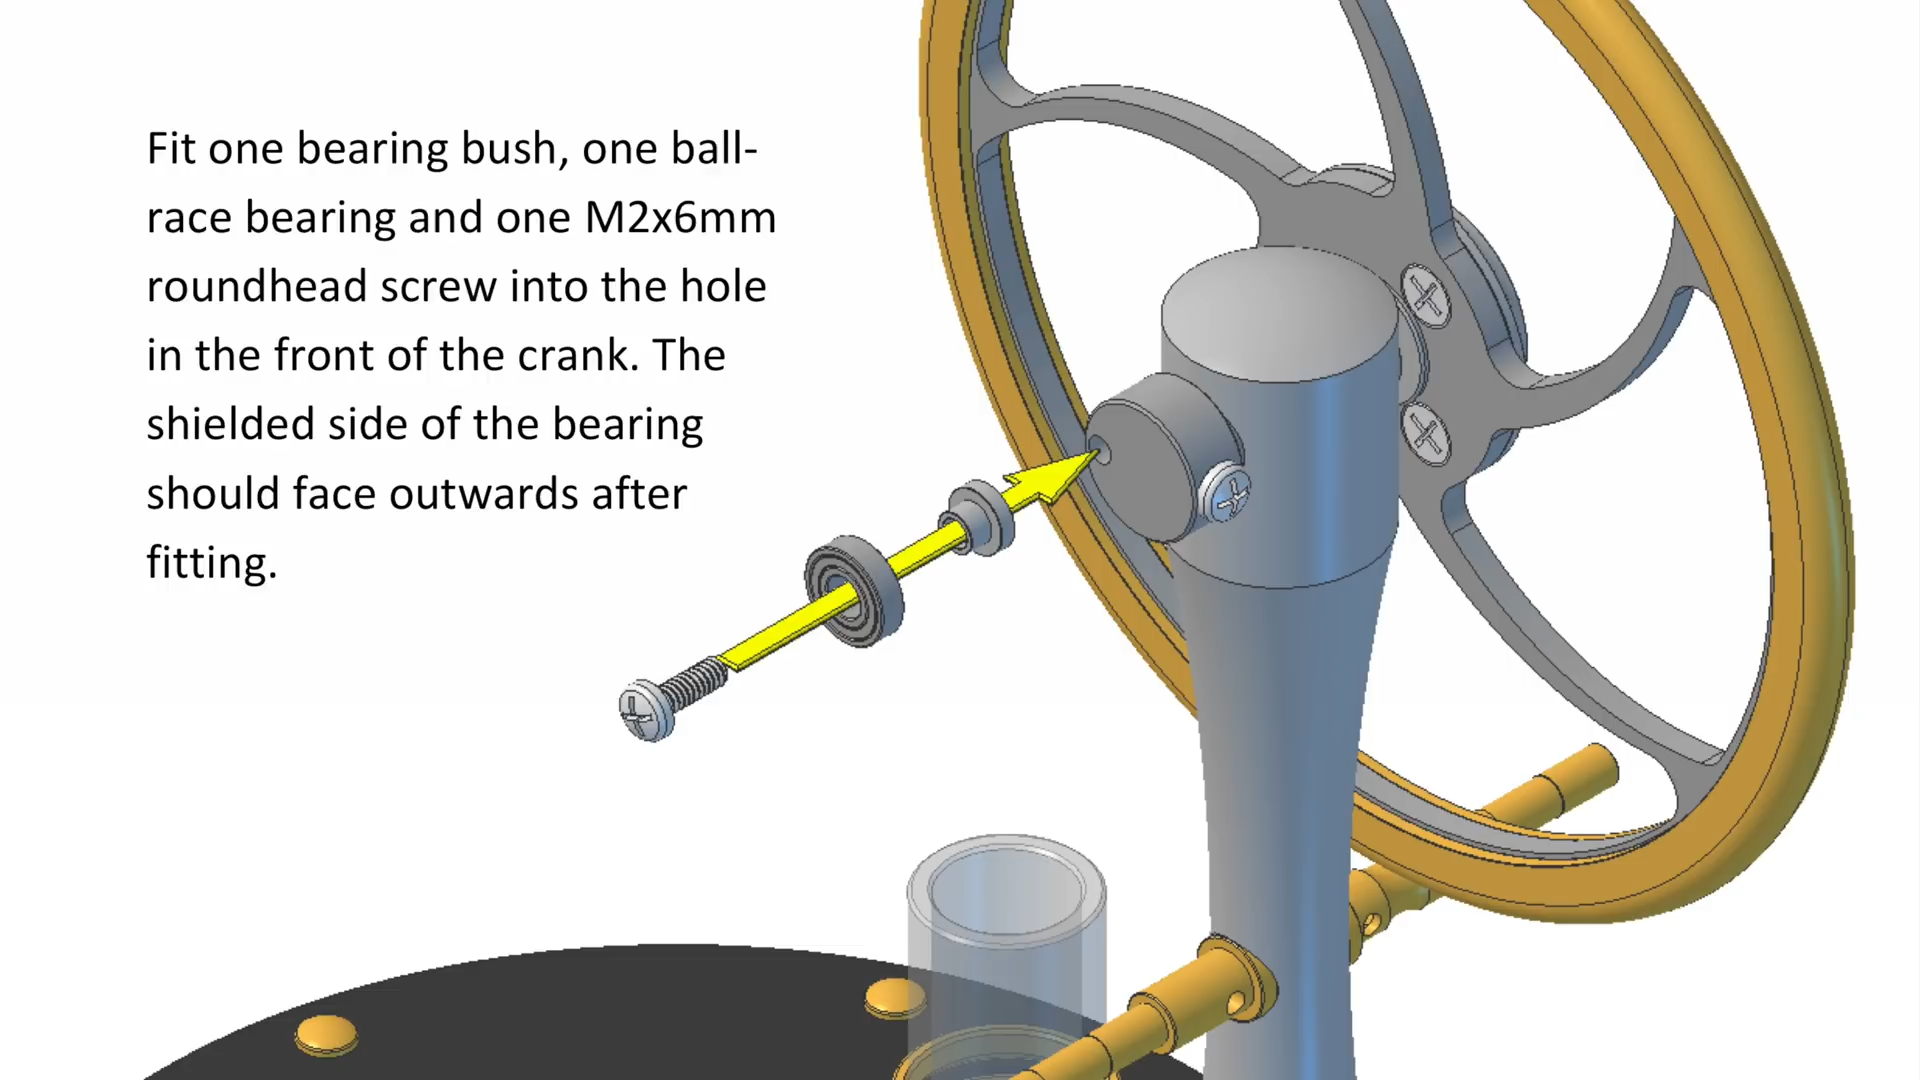 Fit one bearing bush, one ball-
race bearing and one M2x6mm
roundhead screw into the hole
in the front of the crank. The
shielded side of the bearing
should face outwards after
fitting.